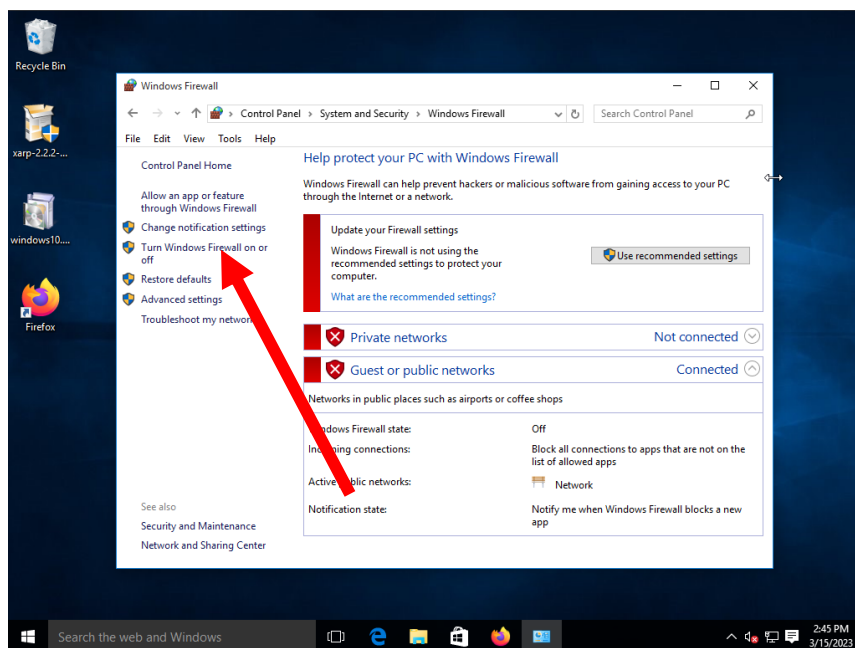 Recycle Bin
xarp-2.2.2-...
windows10....
Firefox
Windows Firewall
Control Panel > System and Security > Windows Firewall
Search Control Panel
File Edit View Tools Help
Control Panel Home
Allow an app or feature
through Windows Firewall
Change notification settings
Turn Windows Firewall on or
off
Restore defaults
Advanced settings
Troubleshoot my network
See also
Security and Maintenance
Network and Sharing Center
Help protect your PC with Windows Firewall
Windows Firewall can help prevent hackers or malicious software from gaining access to your PC
through the Internet or a network.
Update your Firewall settings
Windows Firewall is not using the
recommended settings to protect your
computer.
What are the recommended settings?
Use recommended settings
Private networks Not connected
Guest or public networks Connected
Networks in public places such as airports or coffee shops
Windows Firewall state: Off
Incoming connections: Block all connections to apps that are not on the
list of allowed apps
Active public networks: Network
Notification state: Notify me when Windows Firewall blocks a new
app
Search the web and Windows
2:45 PM
3/15/2023